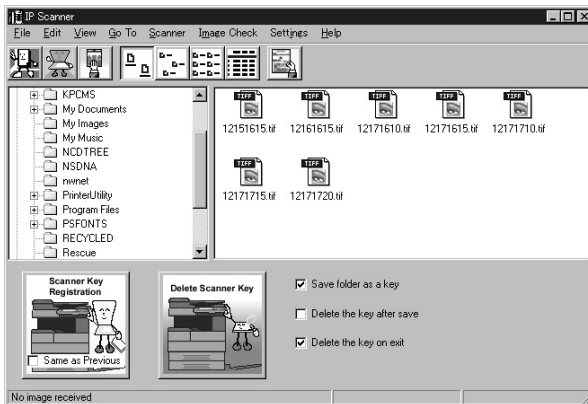 IP Scanner
File Edit View Go To Scanner Image Check Settings Help
KPCMS
My Documents
My Images
My Music
NCDTREE
NSDNA
nwnet
PrinterUtility
Program Files
PSFONTS
RECYCLED
Rescue
TIFF TIFF TIFF TIFF TIFF
12151615.tif 12161615.tif 12171610.tif 12171615.tif 12171710.tif
TIFF TIFF
12171715.tif 12171720.tif
Scanner Key
Registration
Same as Previous
Delete Scanner Key
Save folder as a key
Delete the key after save
Delete the key on exit
No image received